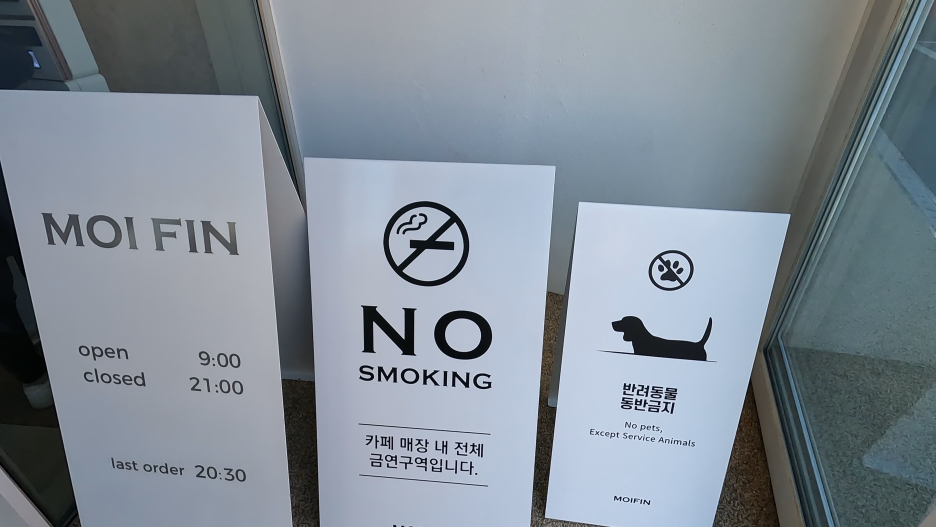 MOI FIN
open 9:00
closed 21:00
last order 20:30
NO
SMOKING
카페 매장 내 전체
금연구역입니다.
반려동물
동반금지
No pets,
Except Service Animals
MOIFIN